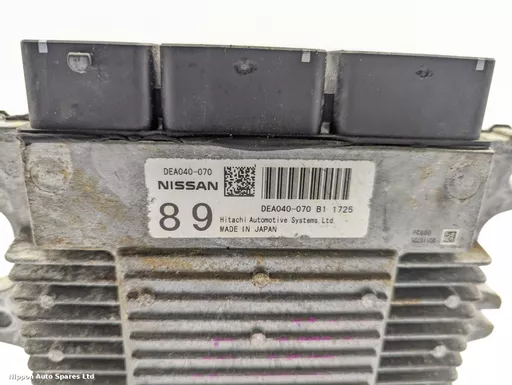 DEA040-070
NISSAN
89
DEA040-070 B1 1725
Hitachi Automotive Systems, Ltd.
MADE IN JAPAN
Nippon Auto Spares Ltd